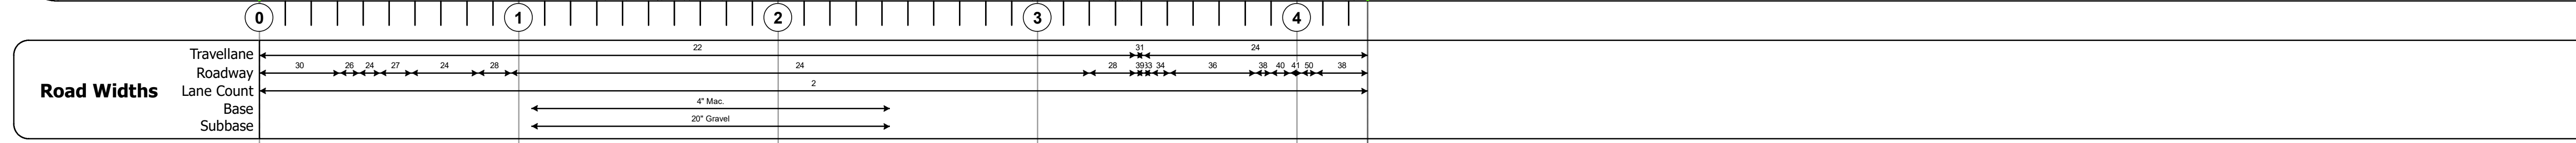 0 1 2 3 4
Road Widths
Travellane 22 31 24
Roadway 30 26 24 27 24 28 24 28 39 33 34 36 38 40 41 50 38
Lane Count 2
Base 4" Mac.
Subbase 20" Gravel